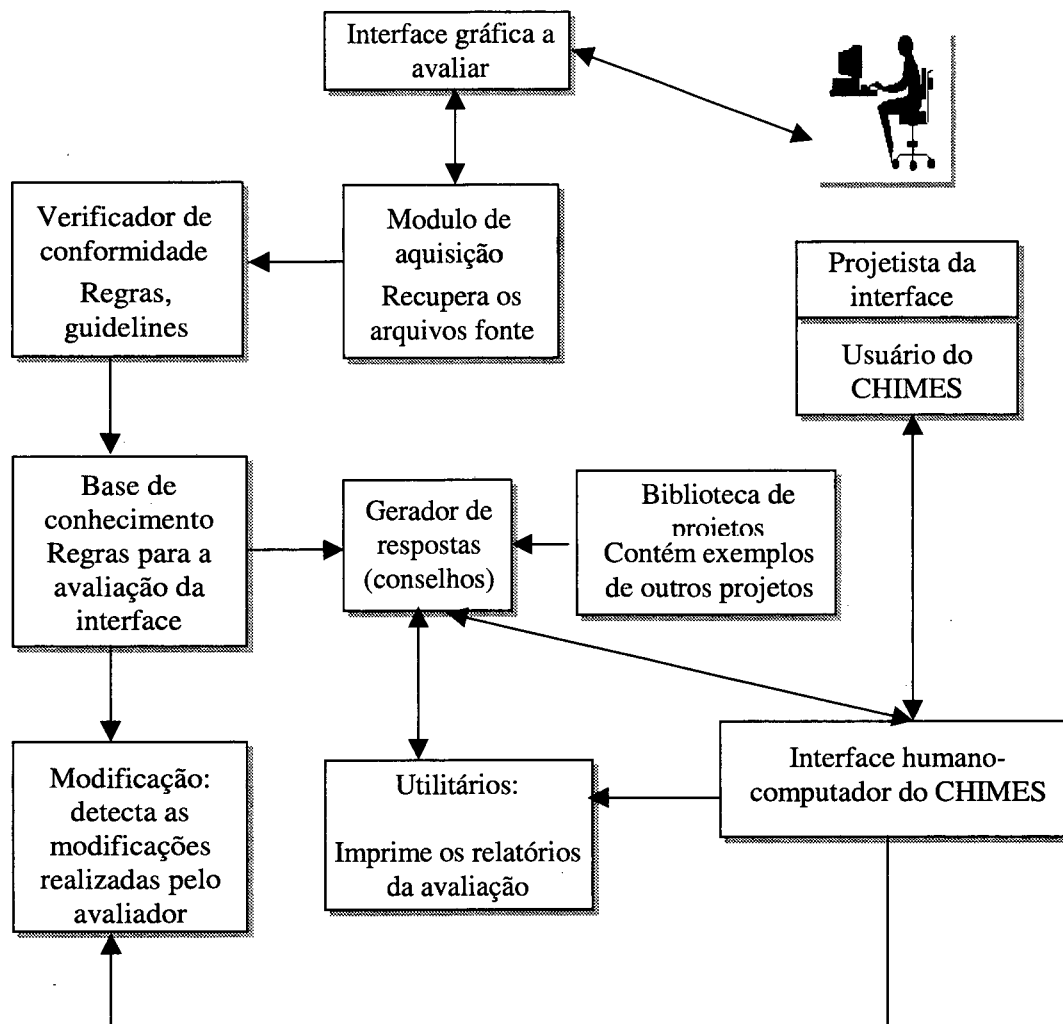 Interface gráfica a
avaliar
Verificador de
conformidade
Regras,
guidelines
Modulo de
aquisição
Recupera os
arquivos fonte
Projetista da
interface
Usuário do
CHIMES
Base de
conhecimento
Regras para a
avaliação da
interface
Gerador de
respostas
(conselhos)
Biblioteca de
projetos
Contém exemplos
de outros projetos
Modificação:
detecta as
modificações
realizadas pelo
avaliador
Utilitários:
Imprime os relatórios
da avaliação
Interface humano-
computador do CHIMES